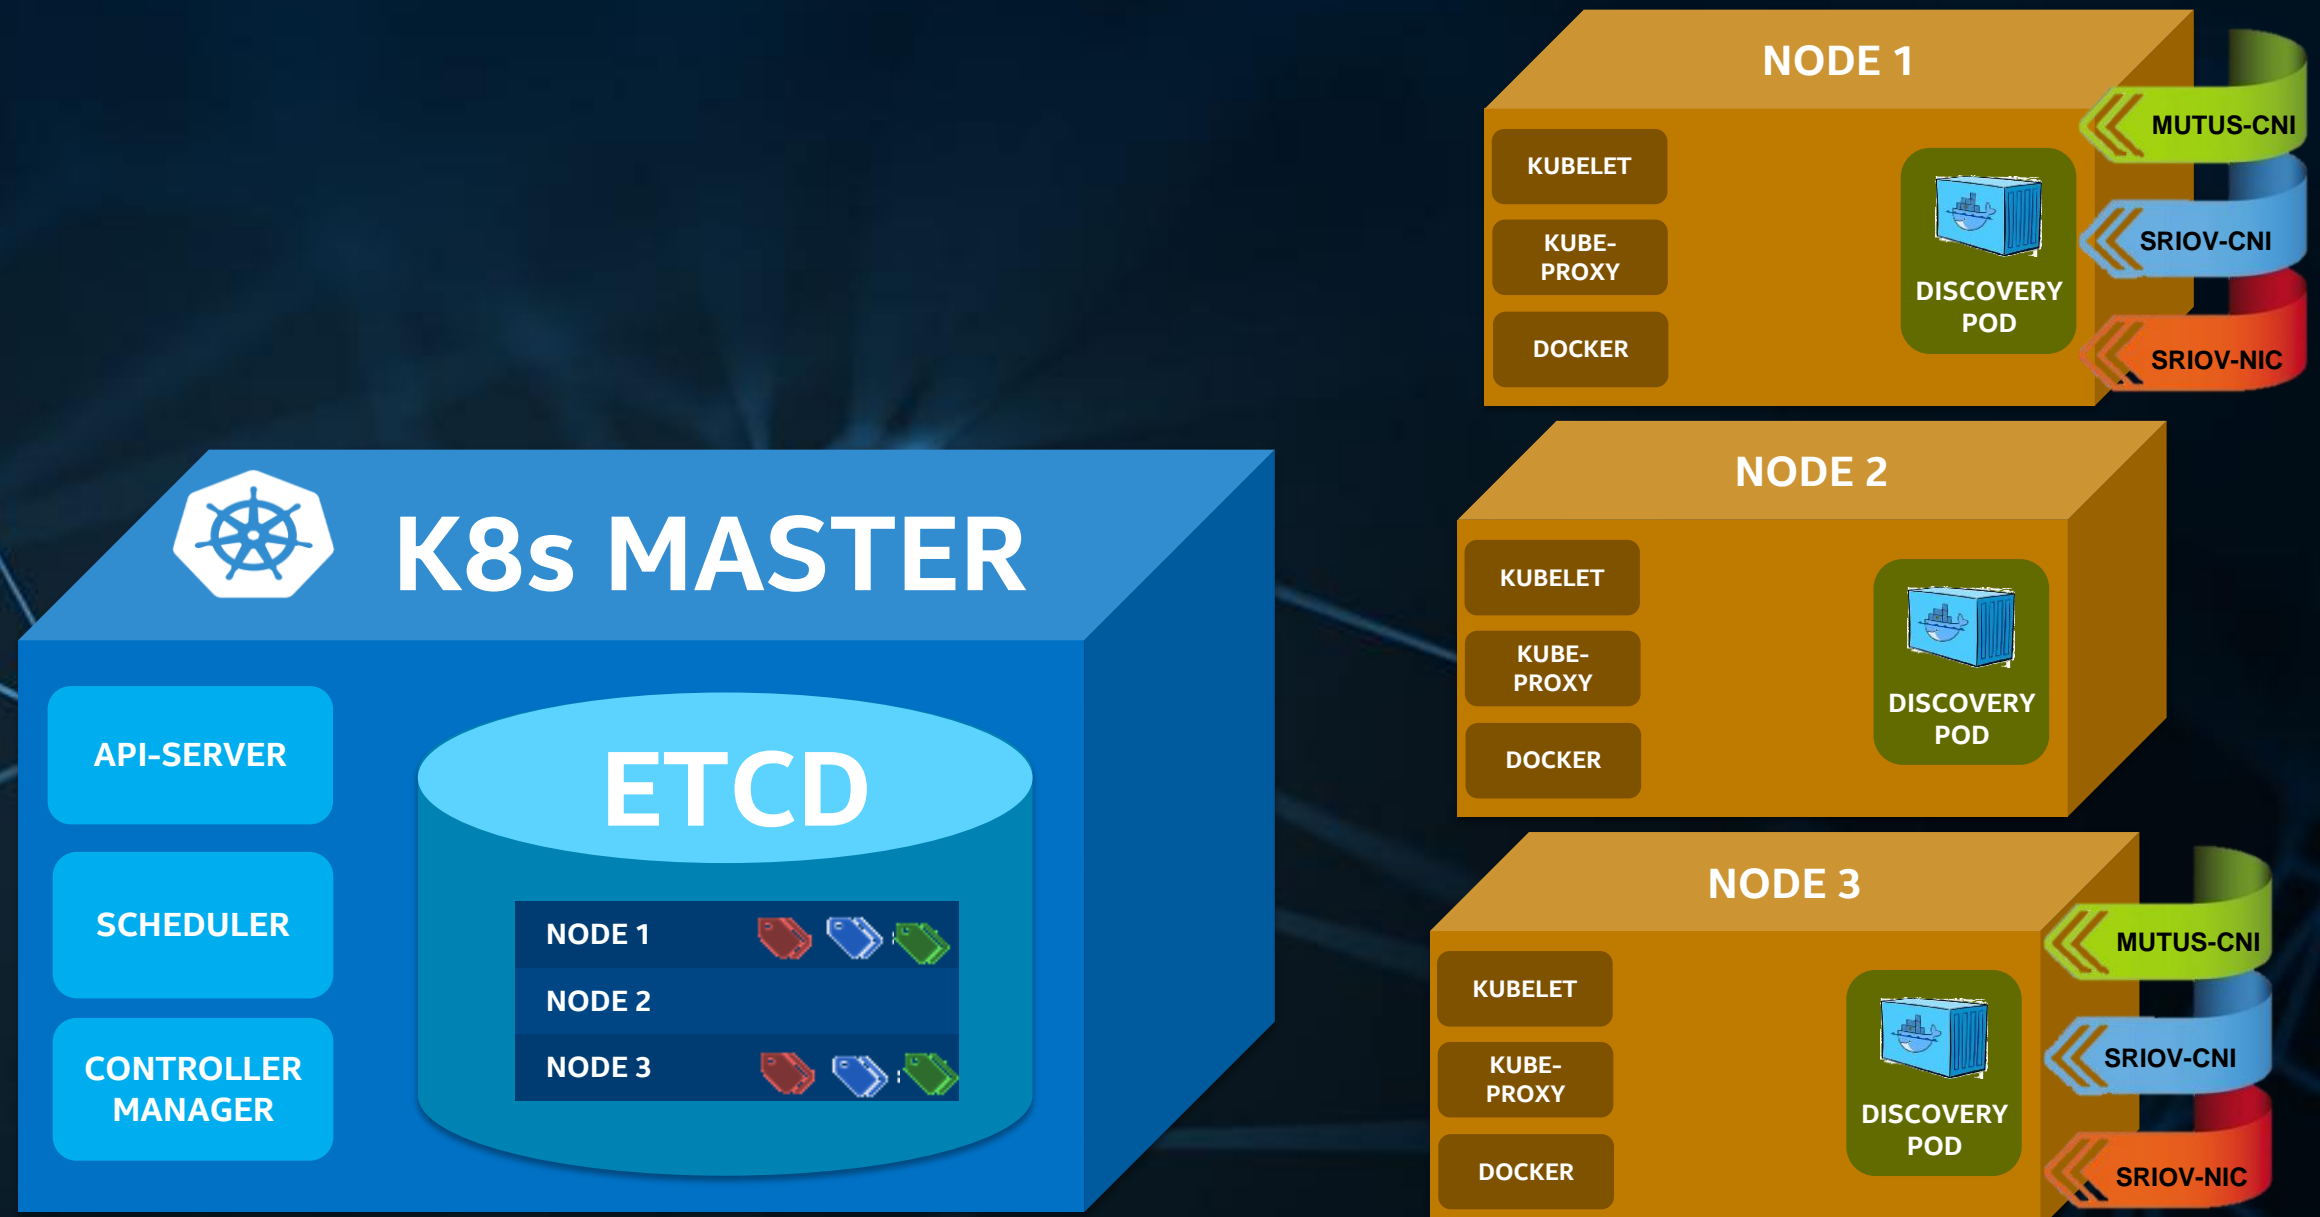 K8s MASTER
API-SERVER
SCHEDULER
CONTROLLER
MANAGER
ETCD
NODE 1
NODE 2
NODE 3
NODE 1
KUBELET
KUBE-
PROXY
DOCKER
DISCOVERY
POD
MUTUS-CNI
SRIOV-CNI
SRIOV-NIC
NODE 2
KUBELET
KUBE-
PROXY
DOCKER
DISCOVERY
POD
NODE 3
KUBELET
KUBE-
PROXY
DOCKER
DISCOVERY
POD
MUTUS-CNI
SRIOV-CNI
SRIOV-NIC